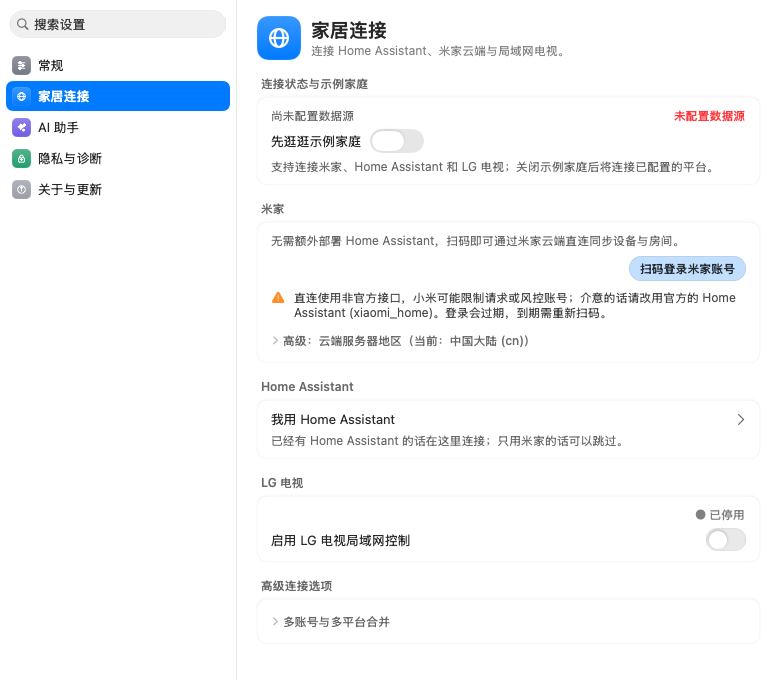 搜索设置
常规
家居连接
AI 助手
隐私与诊断
关于与更新
家居连接
连接 Home Assistant、米家云端与局域网电视。
连接状态与示例家庭
尚未配置数据源
未配置数据源
先逛逛示例家庭
支持连接米家、Home Assistant 和 LG 电视；关闭示例家庭后将连接已配置的平台。
米家
无需额外部署 Home Assistant，扫码即可通过米家云端直连同步设备与房间。
扫码登录米家账号
直连使用非官方接口，小米可能限制请求或风控账号；介意的话请改用官方的 Home
Assistant (xiaomi_home)。登录会过期，到期需重新扫码。
高级：云端服务器地区（当前：中国大陆 (cn)）
Home Assistant
我用 Home Assistant
已经有 Home Assistant 的话在这里连接；只用米家的话可以跳过。
LG 电视
已停用
启用 LG 电视局域网控制
高级连接选项
多账号与多平台合并